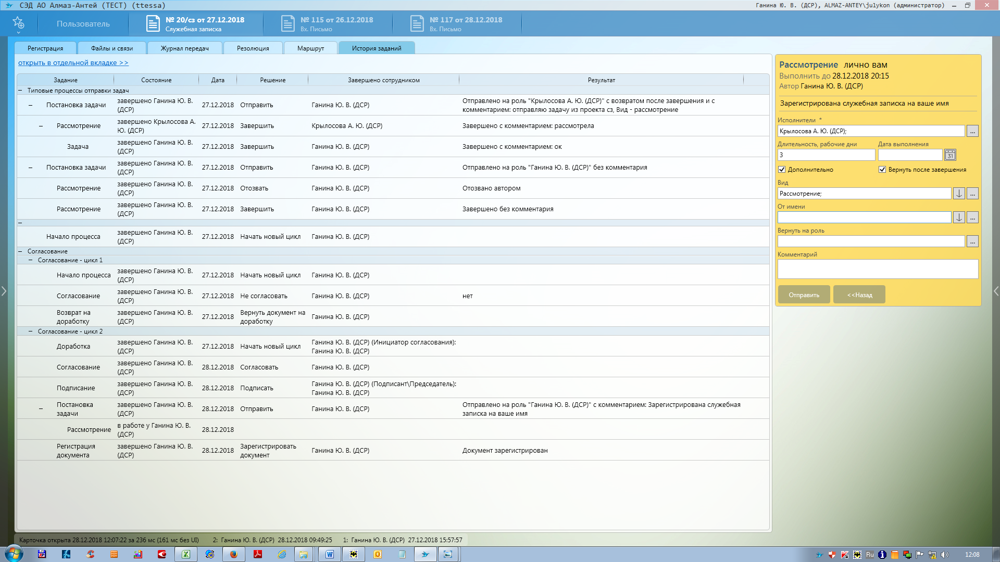 СЭД АО Алмаз-Антей (ТЕСТ) (ttessa)
Ганина Ю. В. (ДСР), ALMAZ-ANTEY\julykon (администратор)
Пользователь
№ 20/сз от 27.12.2018
Служебная записка
№ 115 от 26.12.2018
Вх. Письмо
№ 117 от 28.12.2018
Вх. Письмо
Регистрация
Файлы и связи
Журнал передач
Резолюция
Маршрут
История заданий
открыть в отдельной вкладке >>
Задание Состояние Дата Решение Завершено сотрудником Результат
Типовые процессы отправки задач
Постановка задачи завершено Ганина Ю. В. (ДСР) 27.12.2018 Отправить Ганина Ю. В. (ДСР) Отправлено на роль "Крылосова А. Ю. (ДСР)" с возвратом после завершения и с комментарием: отправляю задачу из проекта сз, Вид - рассмотрение
Рассмотрение завершено Крылосова А. Ю. (ДСР) 27.12.2018 Завершить Крылосова А. Ю. (ДСР) Завершено с комментарием: рассмотрела
Задача завершено Ганина Ю. В. (ДСР) 27.12.2018 Завершить Ганина Ю. В. (ДСР) Завершено с комментарием: ок
Постановка задачи завершено Ганина Ю. В. (ДСР) 27.12.2018 Отправить Ганина Ю. В. (ДСР) Отправлено на роль "Ганина Ю. В. (ДСР)" без комментария
Рассмотрение завершено Ганина Ю. В. (ДСР) 27.12.2018 Отозвать Ганина Ю. В. (ДСР) Отозвано автором
Рассмотрение завершено Ганина Ю. В. (ДСР) 27.12.2018 Завершить Ганина Ю. В. (ДСР) Завершено без комментария
Начало процесса завершено Ганина Ю. В. (ДСР) 27.12.2018 Начать новый цикл Ганина Ю. В. (ДСР)
Согласование
Согласование - цикл 1
Начало процесса завершено Ганина Ю. В. (ДСР) 27.12.2018 Начать новый цикл Ганина Ю. В. (ДСР)
Согласование завершено Ганина Ю. В. (ДСР) 27.12.2018 Не согласовать Ганина Ю. В. (ДСР) нет
Возврат на доработку завершено Ганина Ю. В. (ДСР) 27.12.2018 Вернуть документ на доработку Ганина Ю. В. (ДСР)
Согласование - цикл 2
Доработка завершено Ганина Ю. В. (ДСР) 27.12.2018 Начать новый цикл Ганина Ю. В. (ДСР) (Инициатор согласования): Ганина Ю. В. (ДСР)
Согласование завершено Ганина Ю. В. (ДСР) 28.12.2018 Согласовать Ганина Ю. В. (ДСР)
Подписание завершено Ганина Ю. В. (ДСР) 28.12.2018 Подписать Ганина Ю. В. (ДСР) (Подписант\Председатель): Ганина Ю. В. (ДСР)
Постановка задачи завершено Ганина Ю. В. (ДСР) 28.12.2018 Отправить Ганина Ю. В. (ДСР) Отправлено на роль "Ганина Ю. В. (ДСР)" с комментарием: Зарегистрирована служебная записка на ваше имя
Рассмотрение в работе у Ганина Ю. В. (ДСР) 28.12.2018
Регистрация документа завершено Ганина Ю. В. (ДСР) 28.12.2018 Зарегистрировать документ Ганина Ю. В. (ДСР) Документ зарегистрирован
Рассмотрение лично вам
Выполнить до 28.12.2018 20:15
Автор Ганина Ю. В. (ДСР)
Зарегистрирована служебная записка на ваше имя
Исполнители *
Крылосова А. Ю. (ДСР); ...
Длительность, рабочие дни Дата выполнения
3 31
Дополнительно Вернуть после завершения
Вид
Рассмотрение; ...
От имени
...
Вернуть на роль
...
Комментарий
Отправить <<Назад
Карточка открыта 28.12.2018 12:07:22 за 236 мс (161 мс без UI) 2: Ганина Ю. В. (ДСР) 28.12.2018 09:49:25 1: Ганина Ю. В. (ДСР) 27.12.2018 15:57:57
Ru 12:08